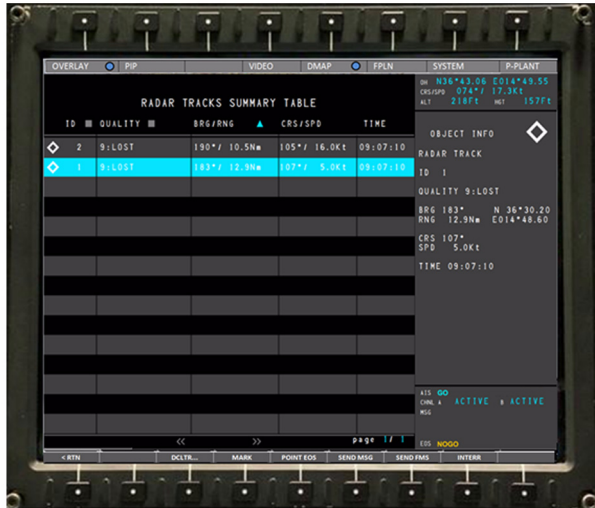 OVERLAY PIP VIDEO DMAP FPLN SYSTEM P-PLANT
OH N36°43.06 E014°49.55
CRS/SPD 074°/ 17.3Kt
ALT 218Ft HGT 157Ft
RADAR TRACKS SUMMARY TABLE
ID QUALITY BRG/RNG CRS/SPD TIME
2 9:LOST 190°/ 10.5Nm 105°/ 16.0Kt 09:07:10
1 9:LOST 183°/ 12.9Nm 107°/ 5.0Kt 09:07:10
OBJECT INFO
RADAR TRACK
ID 1
QUALITY 9:LOST
BRG 183° N 36°30.20
RNG 12.9Nm E014°48.60
CRS 107°
SPD 5.0Kt
TIME 09:07:10
AIS GO
CHNL A ACTIVE B ACTIVE
MSG
EOS NOGO
<< >> page 1/ 1
< RTN DCLTR... MARK POINT EOS SEND MSG SEND FMS INTERR